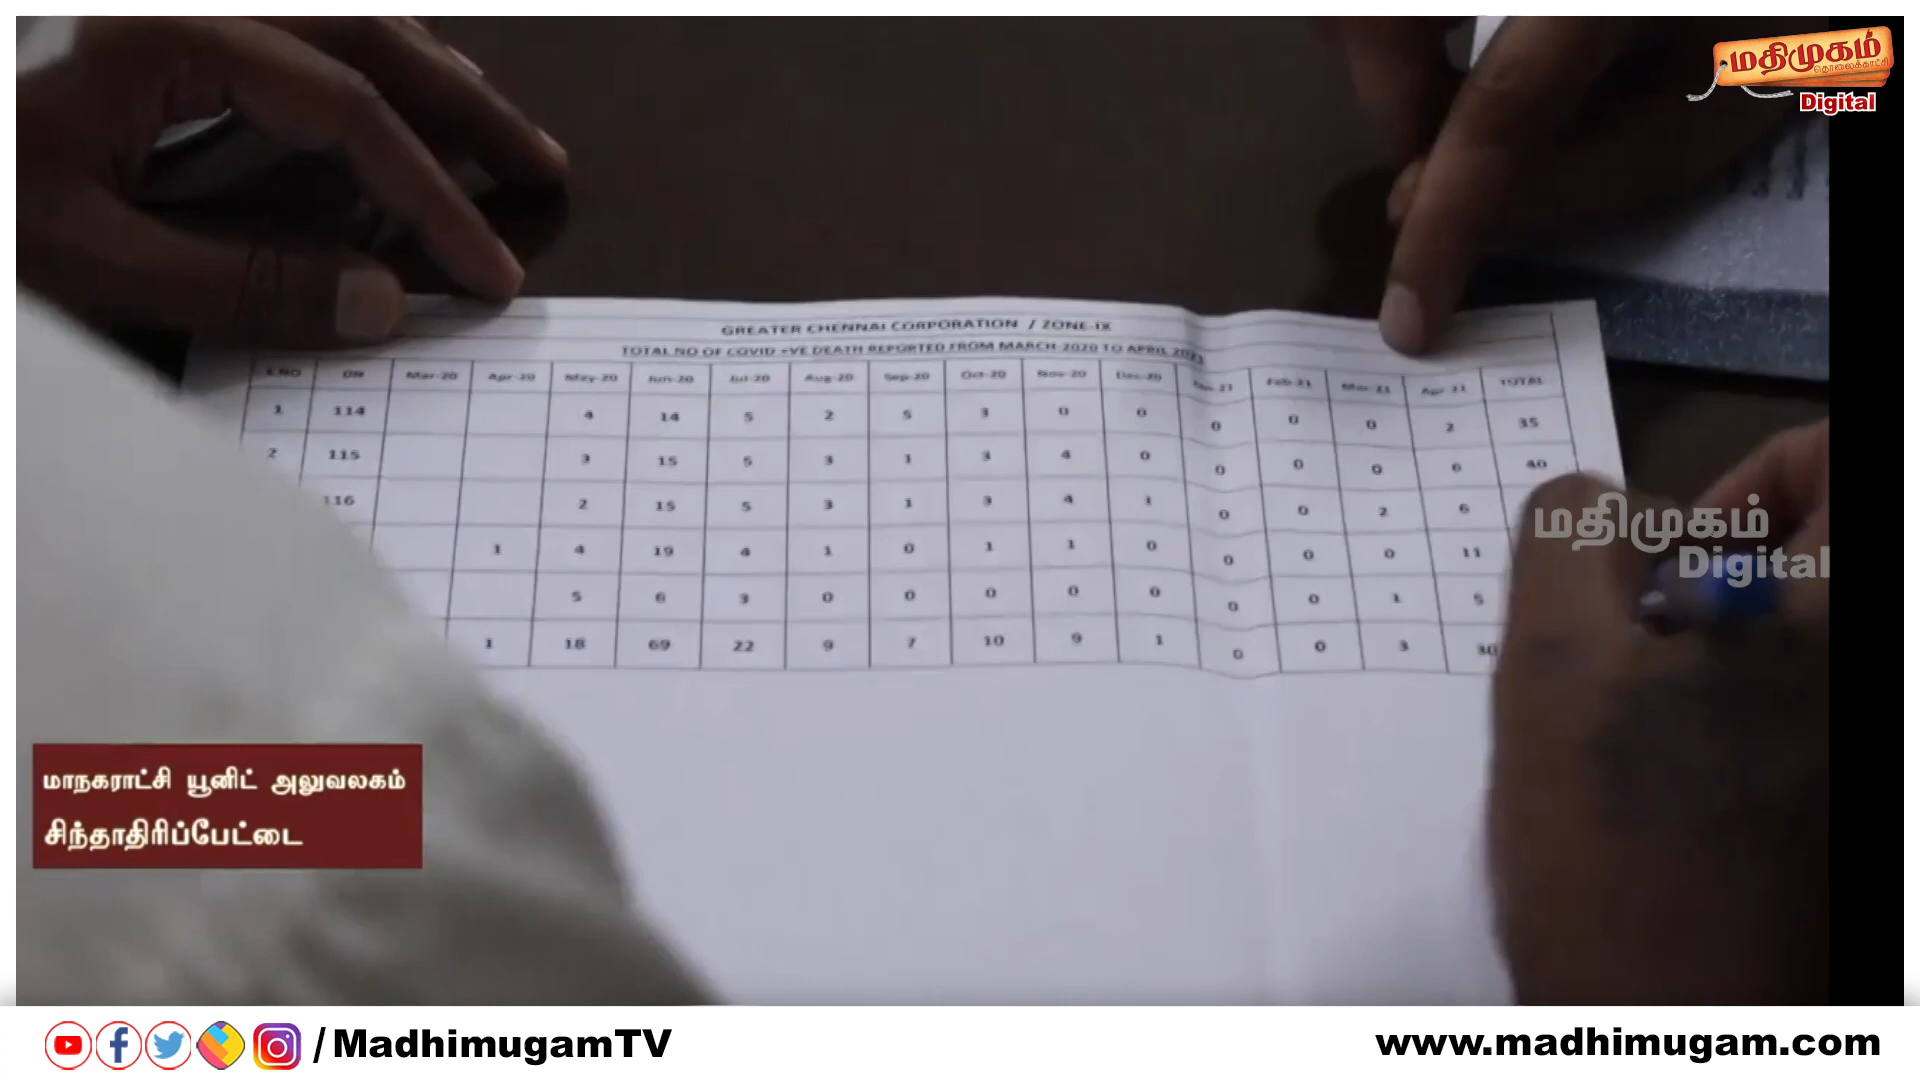 மதிமுகம்
தொலைக்காட்சி
Digital
GREATER CHENNAI CORPORATION / ZONE-IX
TOTAL NO OF COVID +VE DEATH REPORTED FROM MARCH-2020 TO APRIL 2021
S.NO DN Mar-20 Apr-20 May-20 Jun-20 Jul-20 Aug-20 Sep-20 Oct-20 Nov-20 Dec-20 Jan-21 Feb-21 Mar-21 Apr-21 TOTAL
1 114 4 14 5 2 5 3 0 0 0 0 0 2 35
2 115 3 15 5 3 1 3 4 0 0 0 0 6 40
116 2 15 5 3 1 3 4 1 0 0 2 6
1 4 19 4 1 0 1 1 0 0 0 0 11
5 6 3 0 0 0 0 0 0 0 1 5
1 18 69 22 9 7 10 9 1 0 0 3 30
மதிமுகம்
Digital
மாநகராட்சி யூனிட் அலுவலகம்
சிந்தாதிரிப்பேட்டை
/MadhimugamTV
www.madhimugam.com